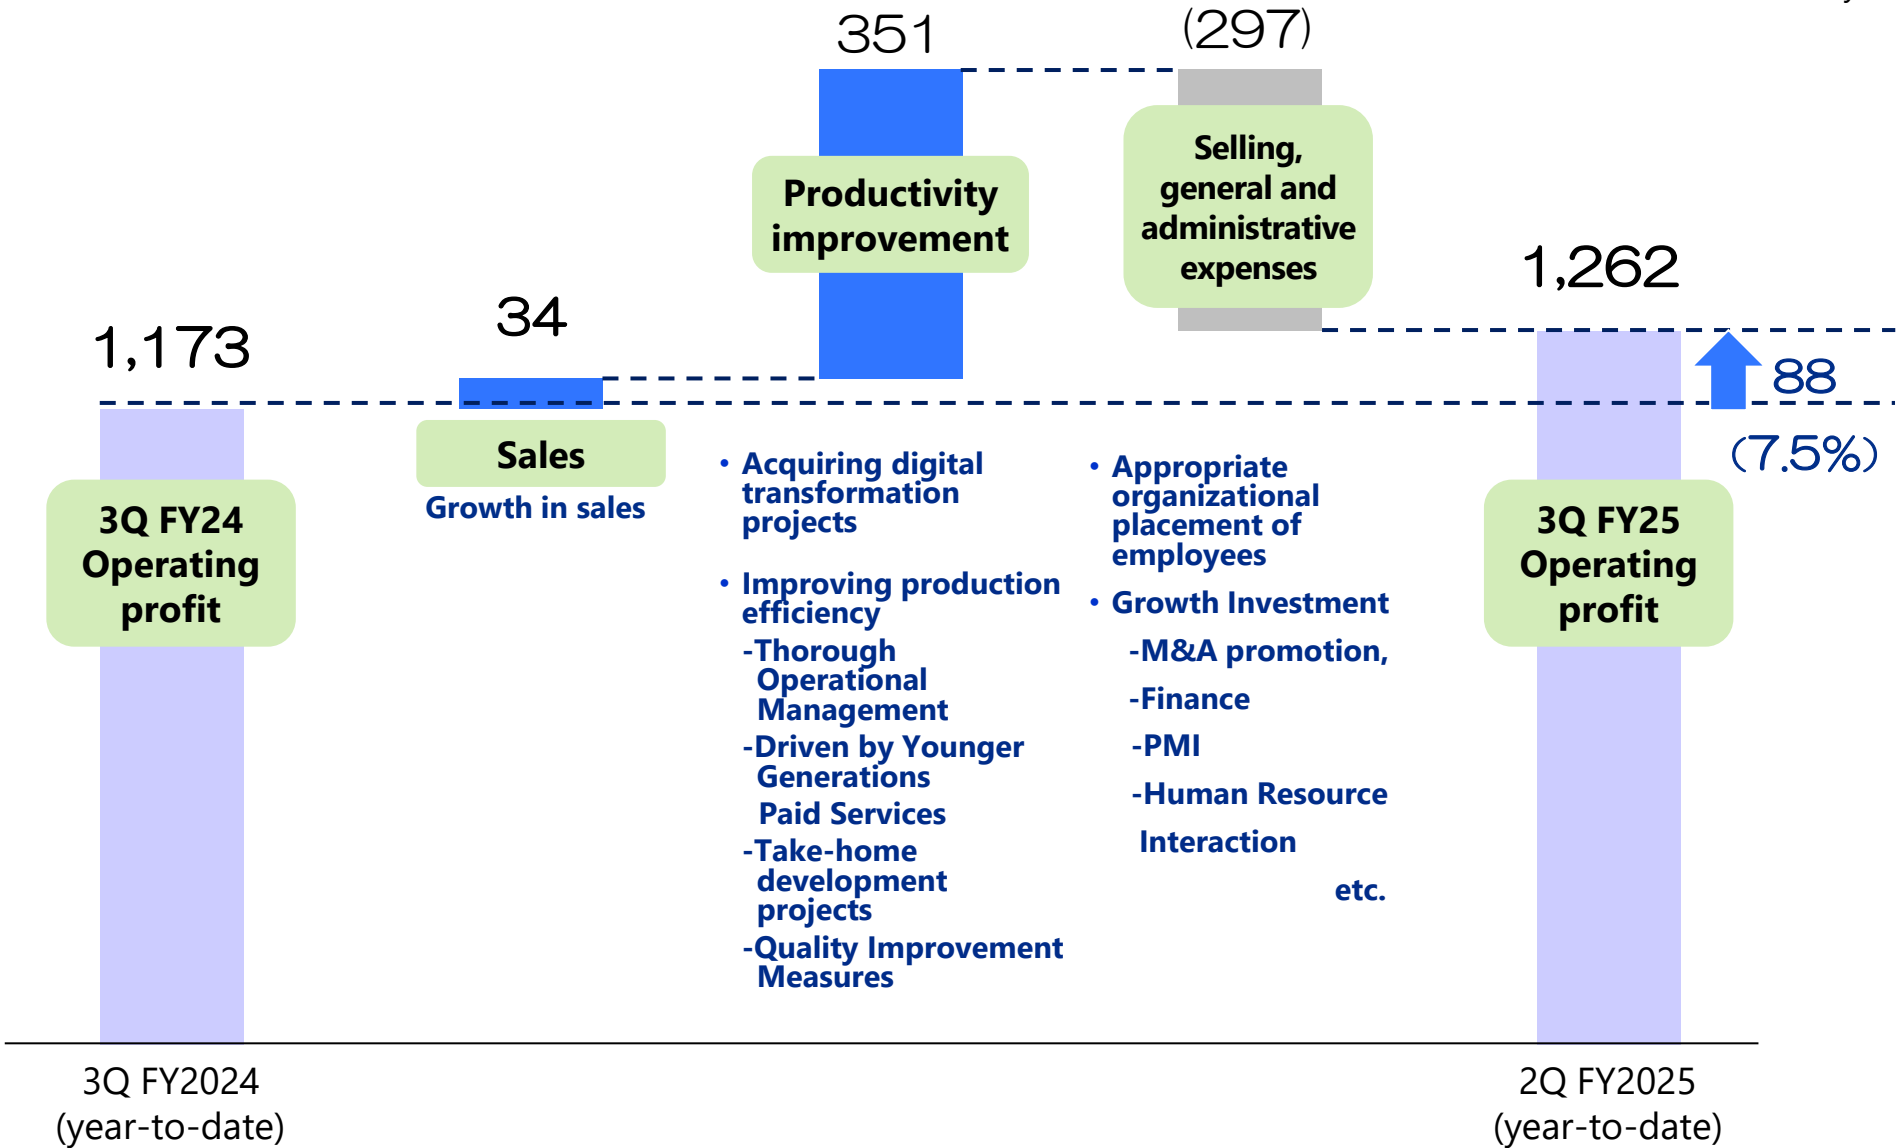 351
(297)
Productivity
improvement
Selling,
general and
administrative
expenses
1,262
34
1,173
88
(7.5%)
Sales
Growth in sales
3Q FY24
Operating
profit
• Acquiring digital
transformation
projects
• Improving production
efficiency
-Thorough
Operational
Management
-Driven by Younger
Generations
Paid Services
-Take-home
development
projects
-Quality Improvement
Measures
• Appropriate
organizational
placement of
employees
• Growth Investment
-M&A promotion,
-Finance
-PMI
-Human Resource
Interaction
etc.
3Q FY25
Operating
profit
3Q FY2024
(year-to-date)
2Q FY2025
(year-to-date)